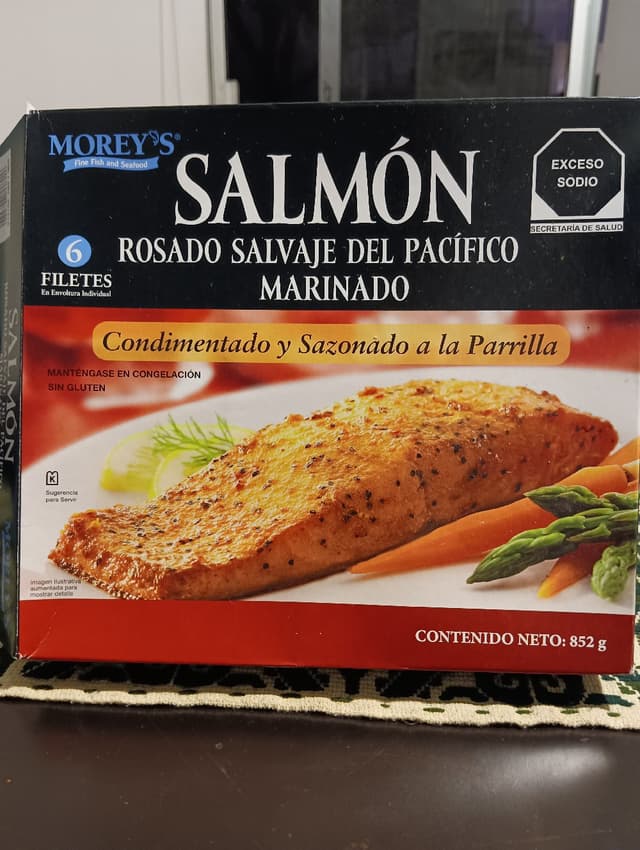 MOREY'S®
Fine Fish and Seafood
SALMÓN
EXCESO
SODIO
SECRETARÍA DE SALUD
6
FILETES
En Envoltura Individual
ROSADO SALVAJE DEL PACÍFICO
MARINADO
Condimentado y Sazonado a la Parrilla
MANTÉNGASE EN CONGELACIÓN
SIN GLUTEN
K
Sugerencia
para Servir
Imagen ilustrativa
aumentada para
mostrar detalle
CONTENIDO NETO: 852 g
SALMÓN